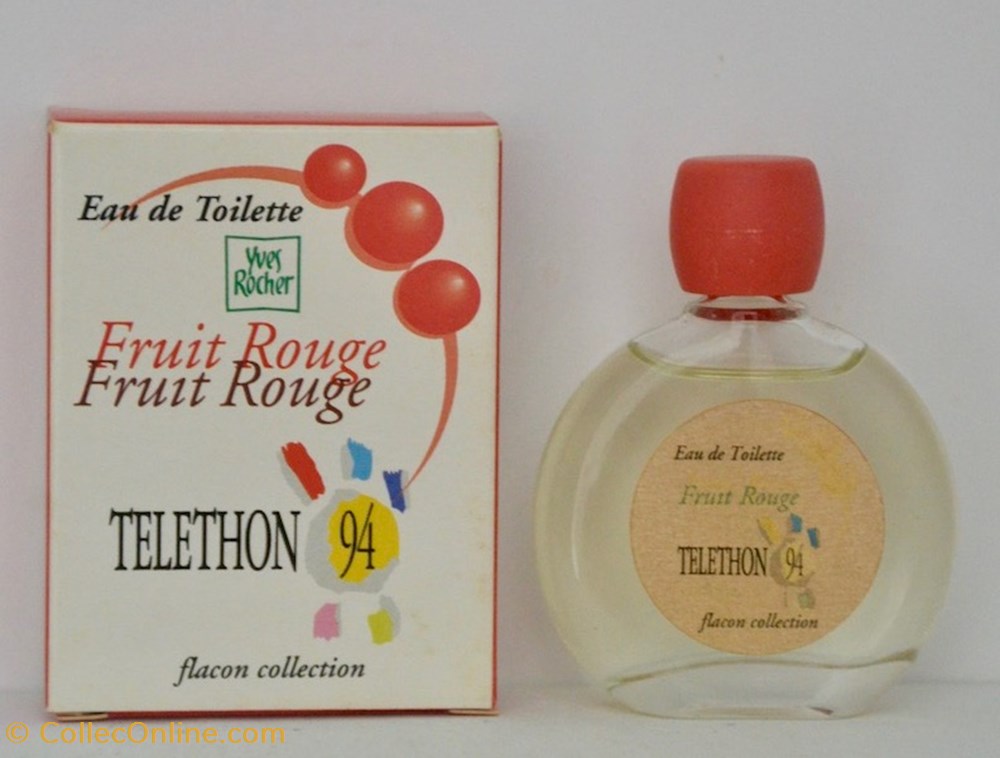 Eau de Toilette
Yves
Rocher
Fruit Rouge
Fruit Rouge
TELETHON 94
flacon collection
Eau de Toilette
Fruit Rouge
TELETHON 94
flacon collection
© CollecOnline.com